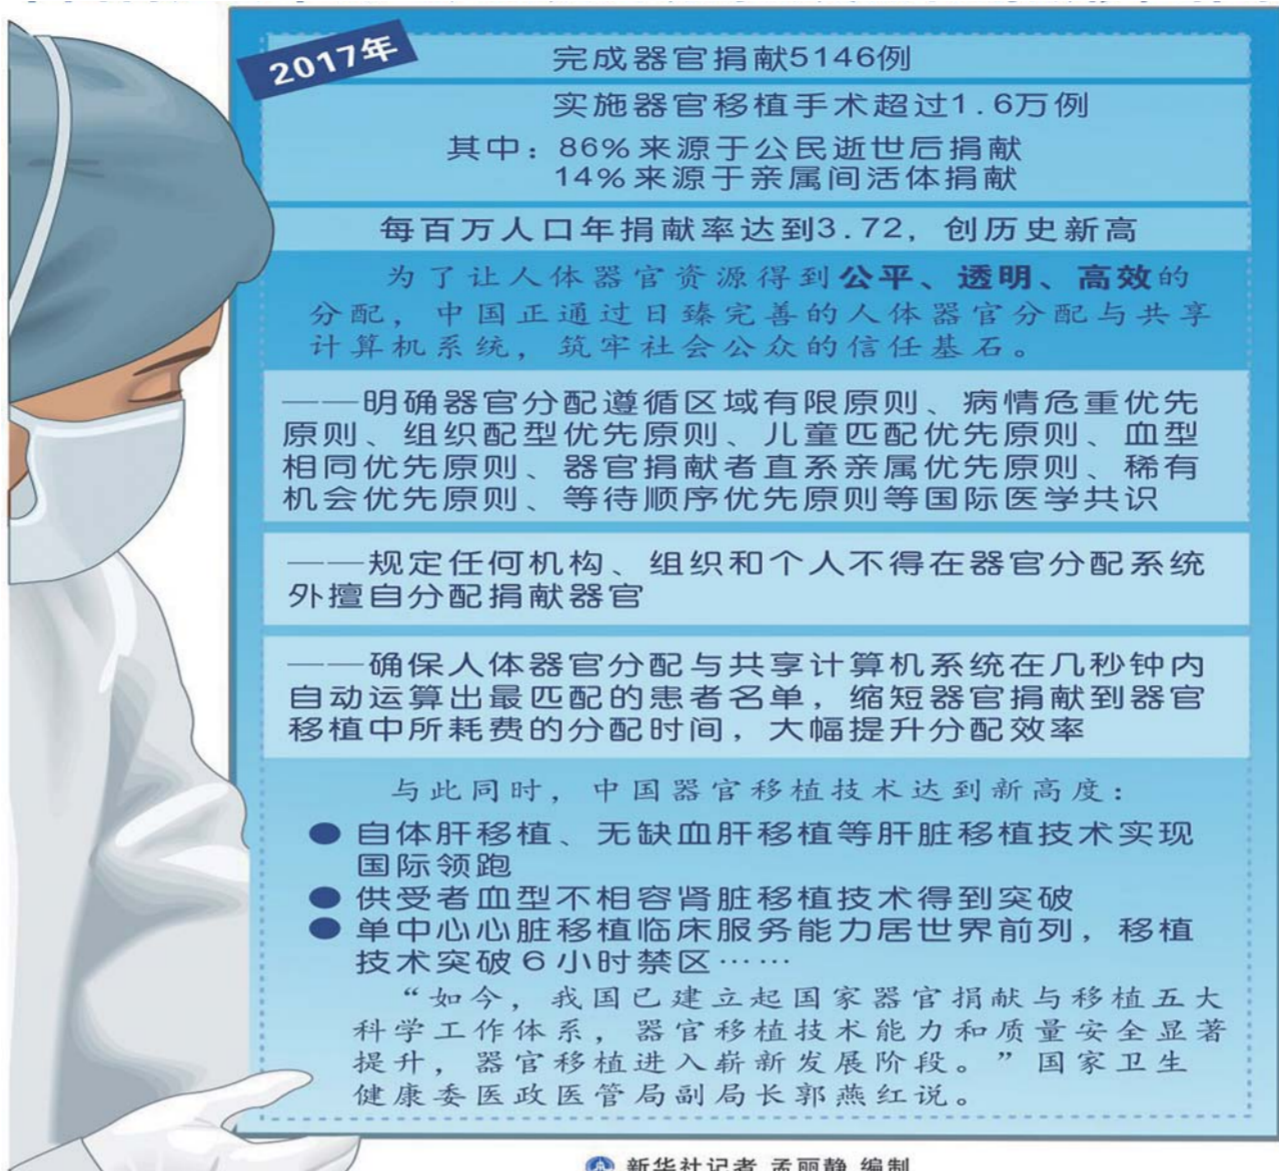 2017年
完成器官捐献5146例
实施器官移植手术超过1.6万例
其中：86%来源于公民逝世后捐献
14%来源于亲属间活体捐献
每百万人口年捐献率达到3.72，创历史新高
为了让人体器官资源得到公平、透明、高效的
分配，中国正通过日臻完善的人体器官分配与共享
计算机系统，筑牢社会公众的信任基石。
——明确器官分配遵循区域有限原则、病情危重优先
原则、组织配型优先原则、儿童匹配优先原则、血型
相同优先原则、器官捐献者直系亲属优先原则、稀有
机会优先原则、等待顺序优先原则等国际医学共识
——规定任何机构、组织和个人不得在器官分配系统
外擅自分配捐献器官
——确保人体器官分配与共享计算机系统在几秒钟内
自动运算出最匹配的患者名单，缩短器官捐献到器官
移植中所耗费的分配时间，大幅提升分配效率
与此同时，中国器官移植技术达到新高度：
● 自体肝移植、无缺血肝移植等肝脏移植技术实现
国际领跑
● 供受者血型不相容肾脏移植技术得到突破
● 单中心心脏移植临床服务能力居世界前列，移植
技术突破6小时禁区……
“如今，我国已建立起国家器官捐献与移植五大
科学工作体系，器官移植技术能力和质量安全显著
提升，器官移植进入崭新发展阶段。”国家卫生
健康委医政医管局副局长郭燕红说。
新华社记者 孟丽静 编制